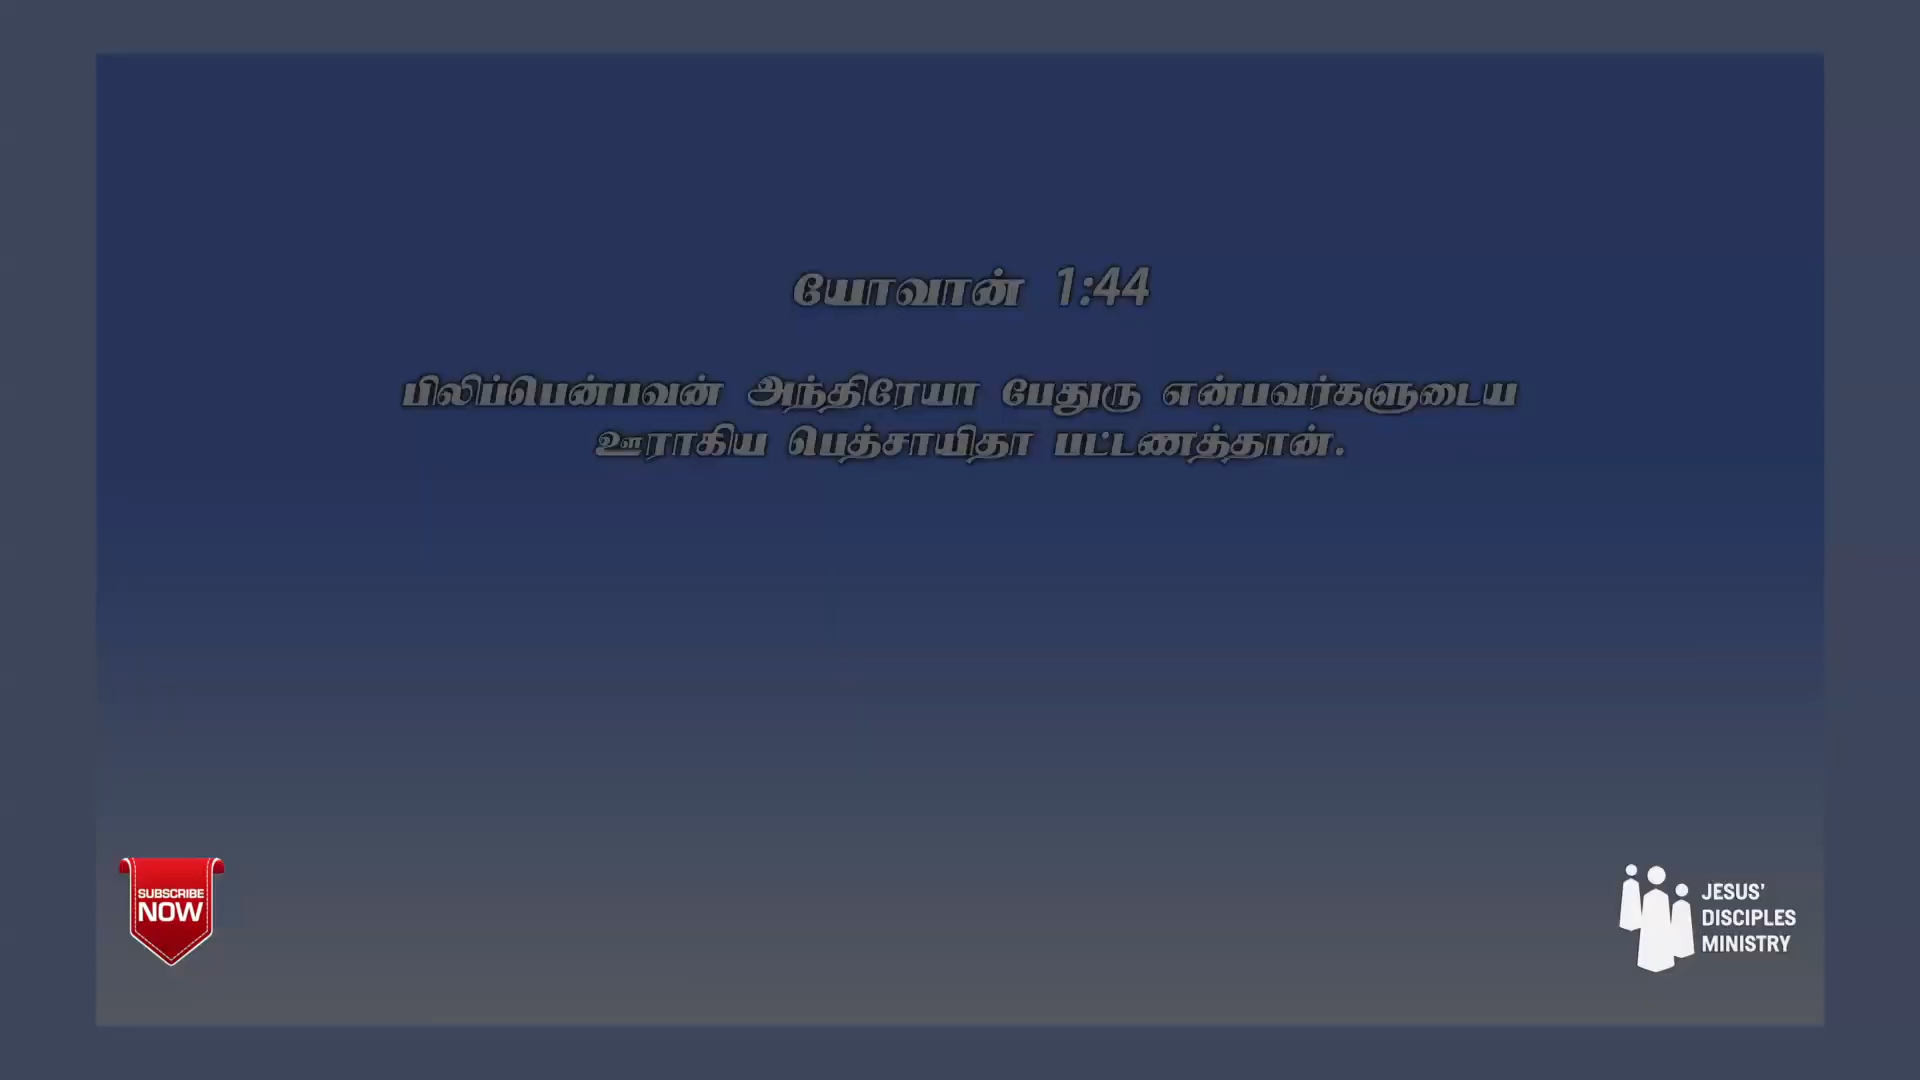 யோவான் 1:44
பிலிப்பென்பவன் அந்திரேயா பேதுரு என்பவர்களுடைய
ஊராகிய பெத்சாயிதா பட்டணத்தான்.
SUBSCRIBE
NOW
JESUS'
DISCIPLES
MINISTRY